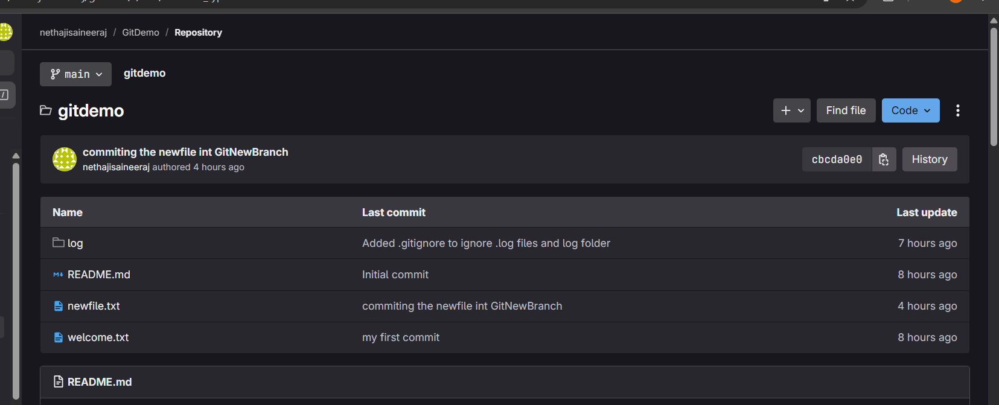 nethajisaineeraj / GitDemo / Repository
main gitdemo
gitdemo + Find file Code
commiting the newfile int GitNewBranch
nethajisaineeraj authored 4 hours ago
cbcda0e0 History
Name Last commit Last update
log Added .gitignore to ignore .log files and log folder 7 hours ago
README.md Initial commit 8 hours ago
newfile.txt commiting the newfile int GitNewBranch 4 hours ago
welcome.txt my first commit 8 hours ago
README.md